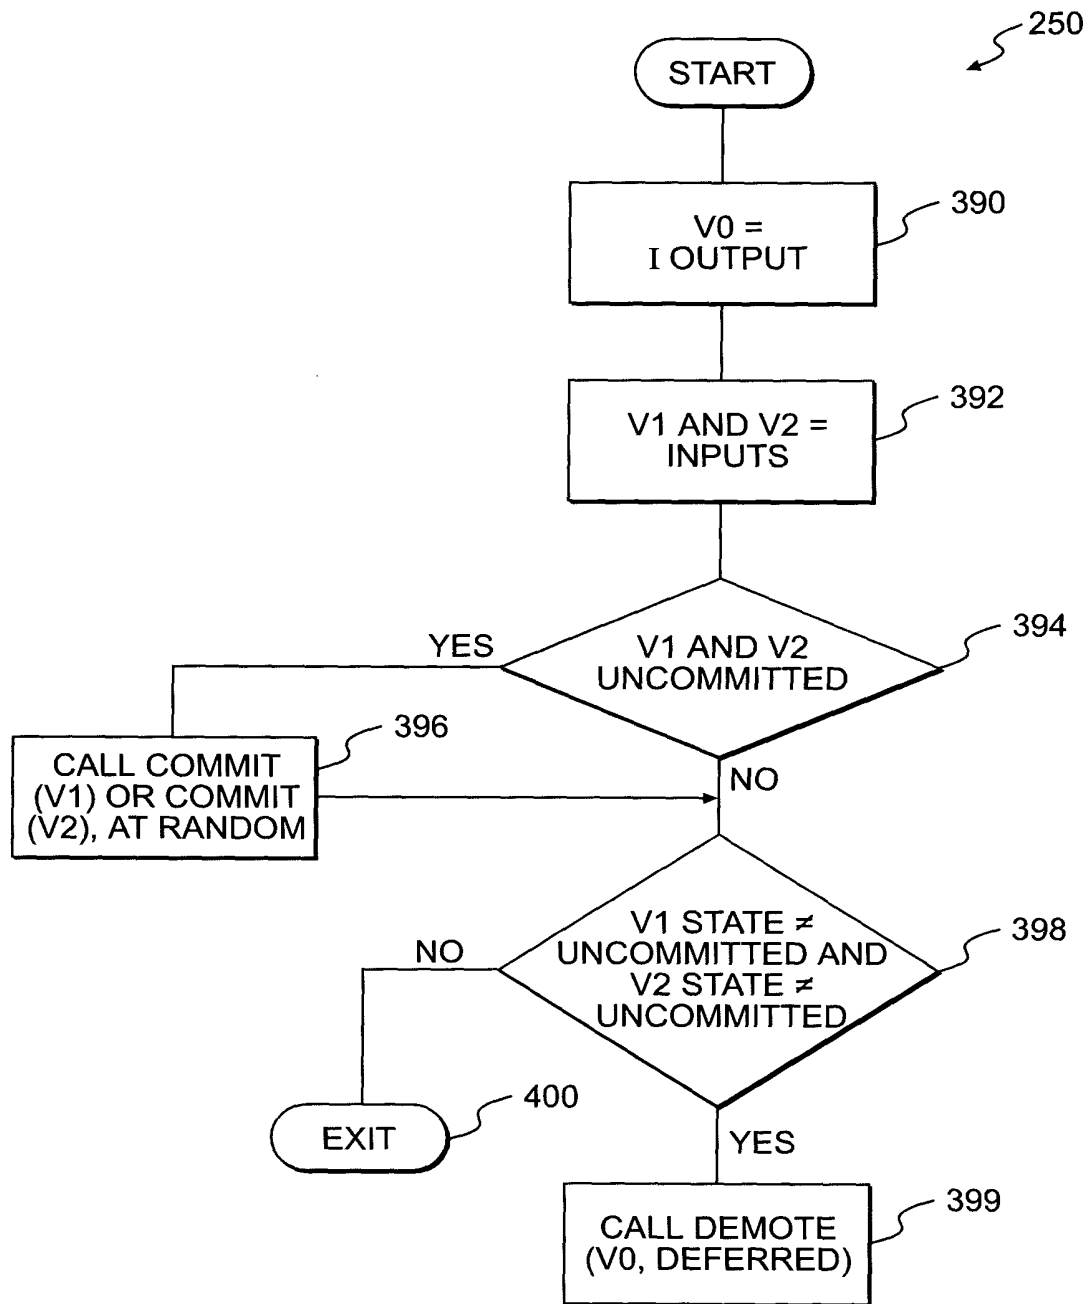 250
START
390
V0 =
I OUTPUT
392
V1 AND V2 =
INPUTS
394
YES
V1 AND V2
UNCOMMITTED
396
CALL COMMIT
(V1) OR COMMIT
(V2), AT RANDOM
NO
398
V1 STATE ≠
UNCOMMITTED AND
V2 STATE ≠
UNCOMMITTED
NO
400
EXIT
YES
399
CALL DEMOTE
(V0, DEFERRED)